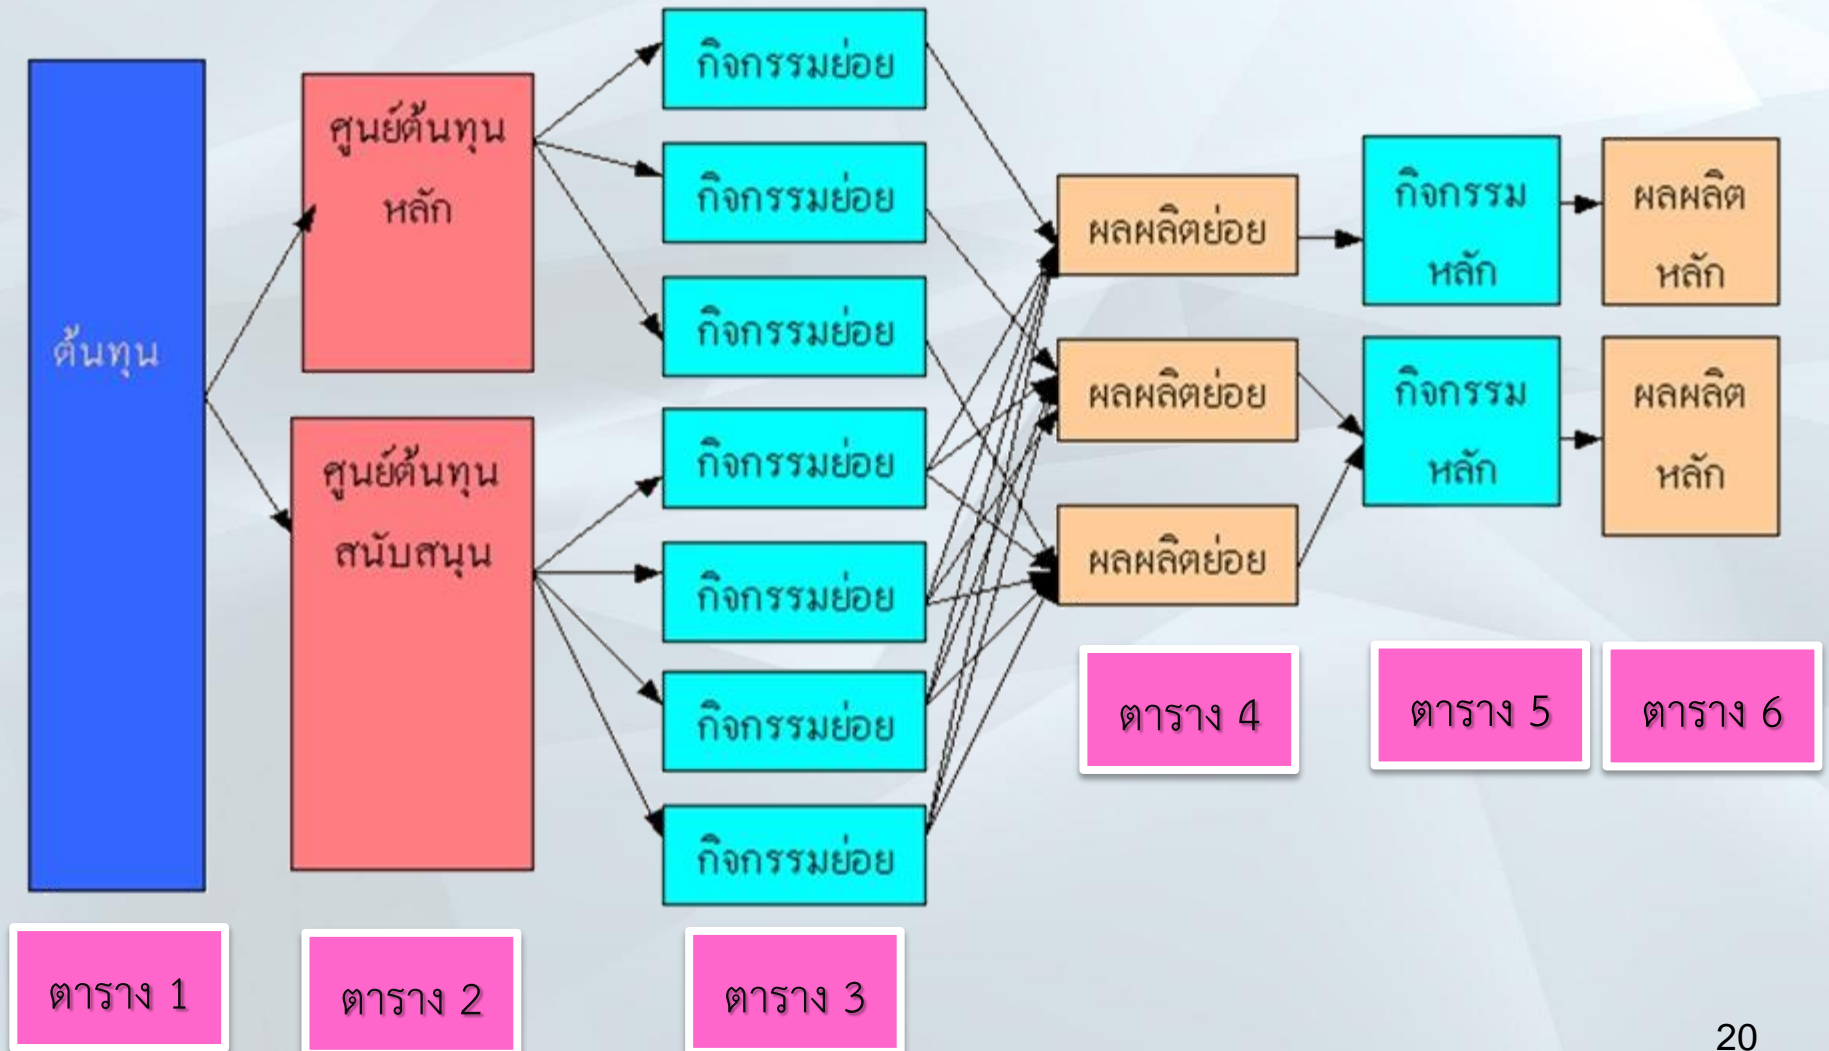 ต้นทุน
ศูนย์ต้นทุน
หลัก
ศูนย์ต้นทุน
สนับสนุน
กิจกรรมย่อย
กิจกรรมย่อย
กิจกรรมย่อย
กิจกรรมย่อย
กิจกรรมย่อย
กิจกรรมย่อย
กิจกรรมย่อย
ผลผลิตย่อย
ผลผลิตย่อย
ผลผลิตย่อย
กิจกรรม
หลัก
กิจกรรม
หลัก
ผลผลิต
หลัก
ผลผลิต
หลัก
ตาราง 1
ตาราง 2
ตาราง 3
ตาราง 4
ตาราง 5
ตาราง 6
20